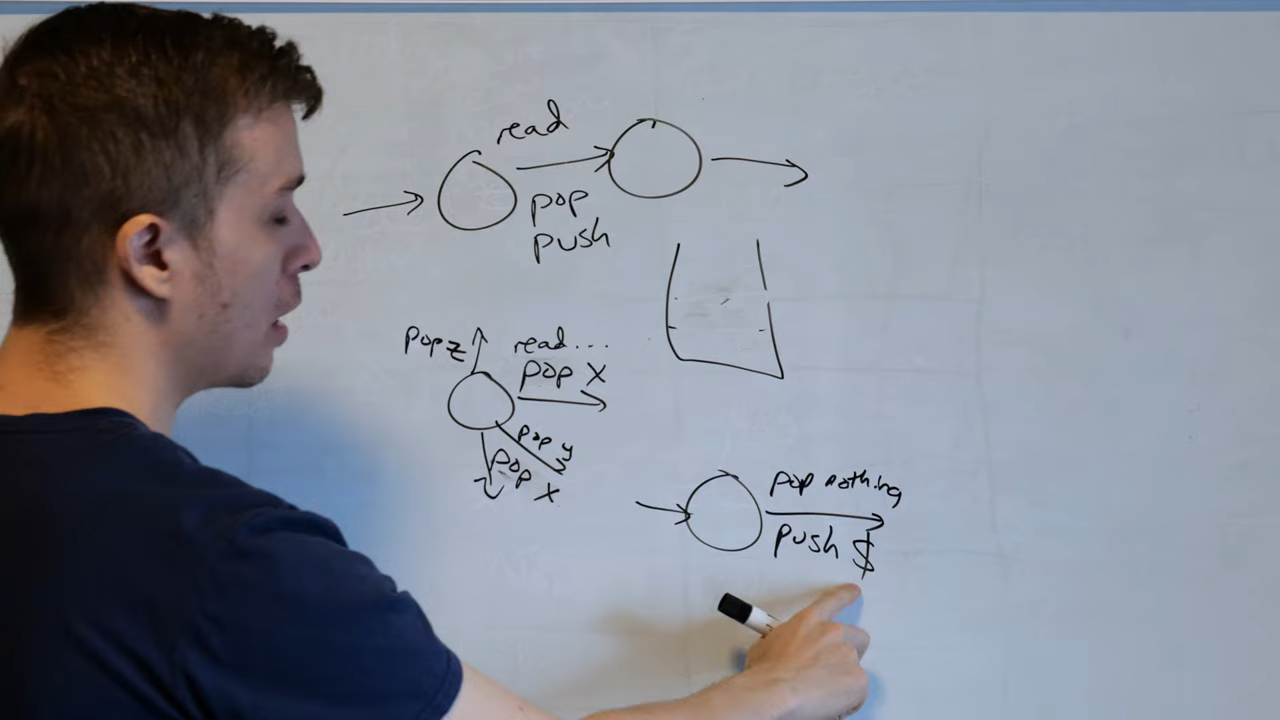 read
pop
push
pop z
read...
pop X
pop y
pop x
pop nothing
push $